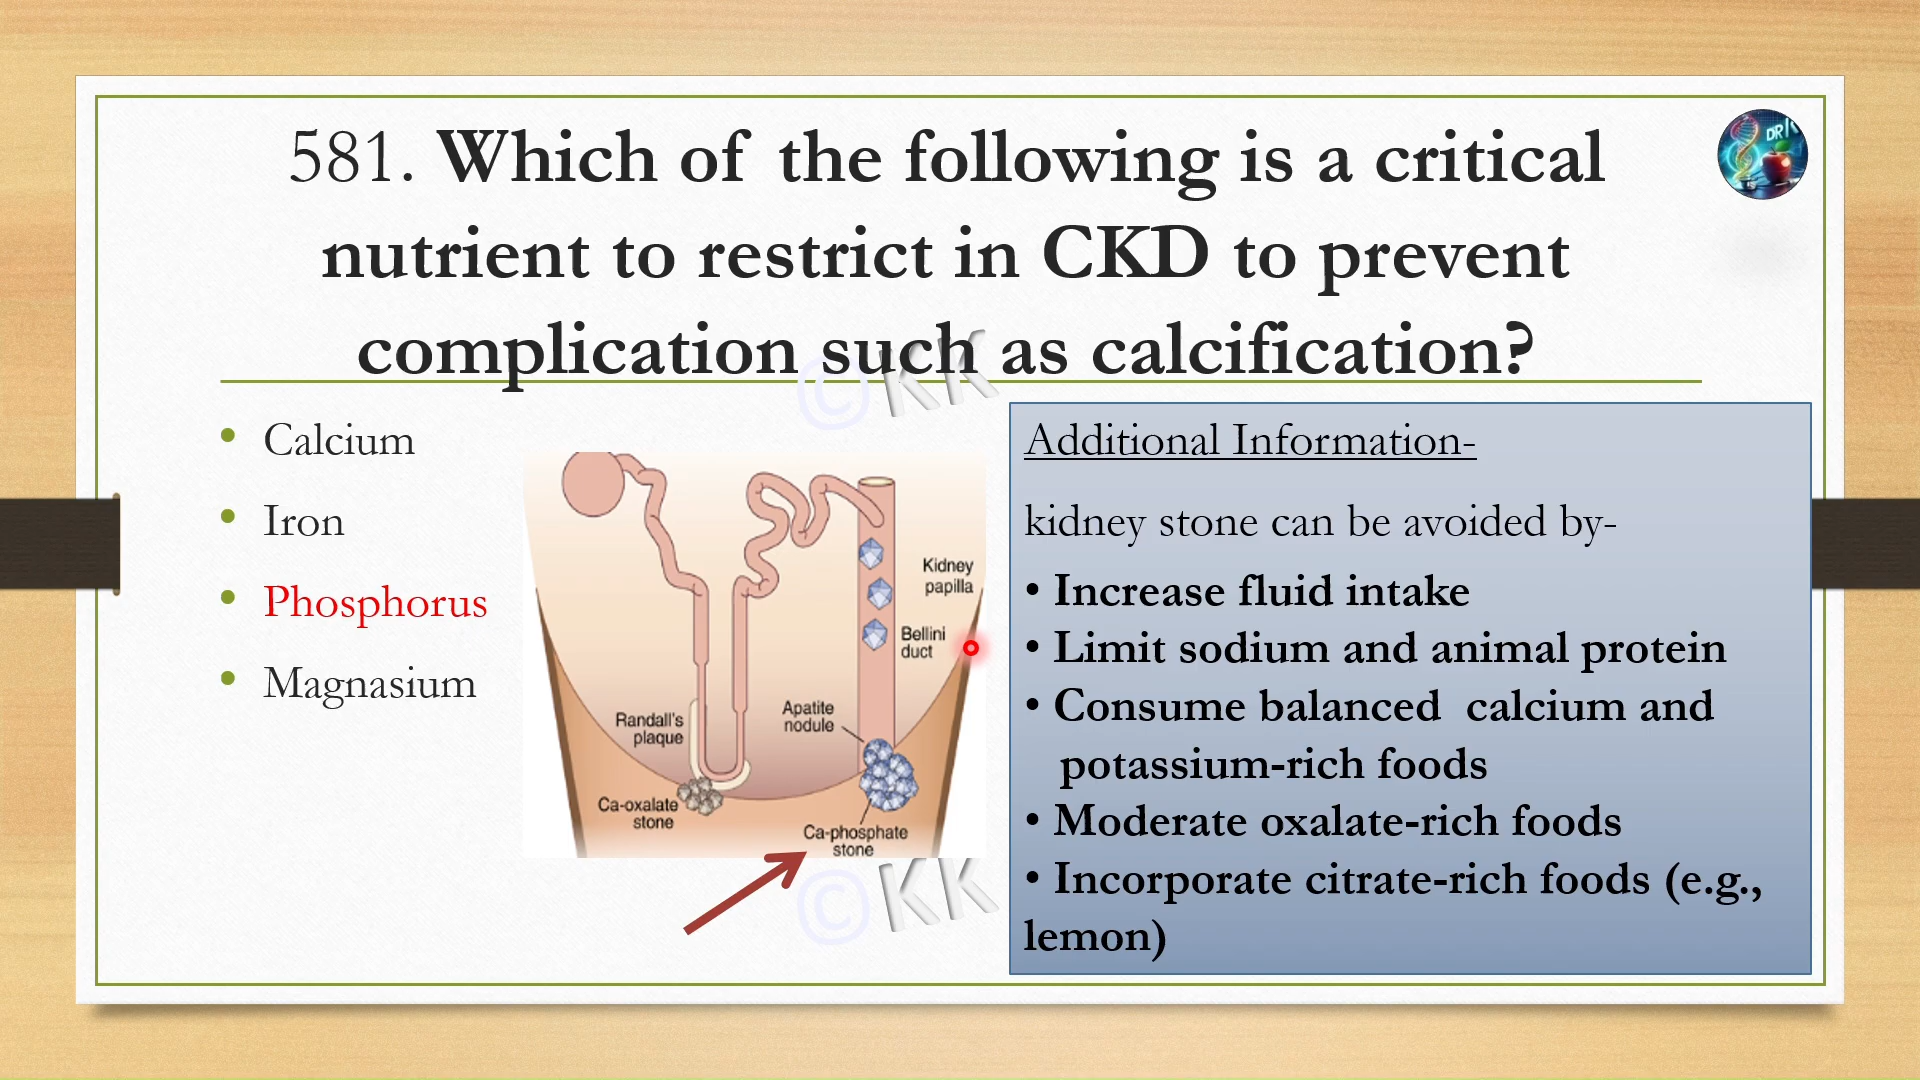 581. Which of the following is a critical
nutrient to restrict in CKD to prevent
complication such as calcification?
DR
©KK
• Calcium
• Iron
• Phosphorus
• Magnasium
Kidney
papilla
Bellini
duct
Randall's
plaque
Apatite
nodule
Ca-oxalate
stone
Ca-phosphate
stone
©KK
Additional Information-
kidney stone can be avoided by-
• Increase fluid intake
• Limit sodium and animal protein
• Consume balanced calcium and
potassium-rich foods
• Moderate oxalate-rich foods
• Incorporate citrate-rich foods (e.g.,
lemon)